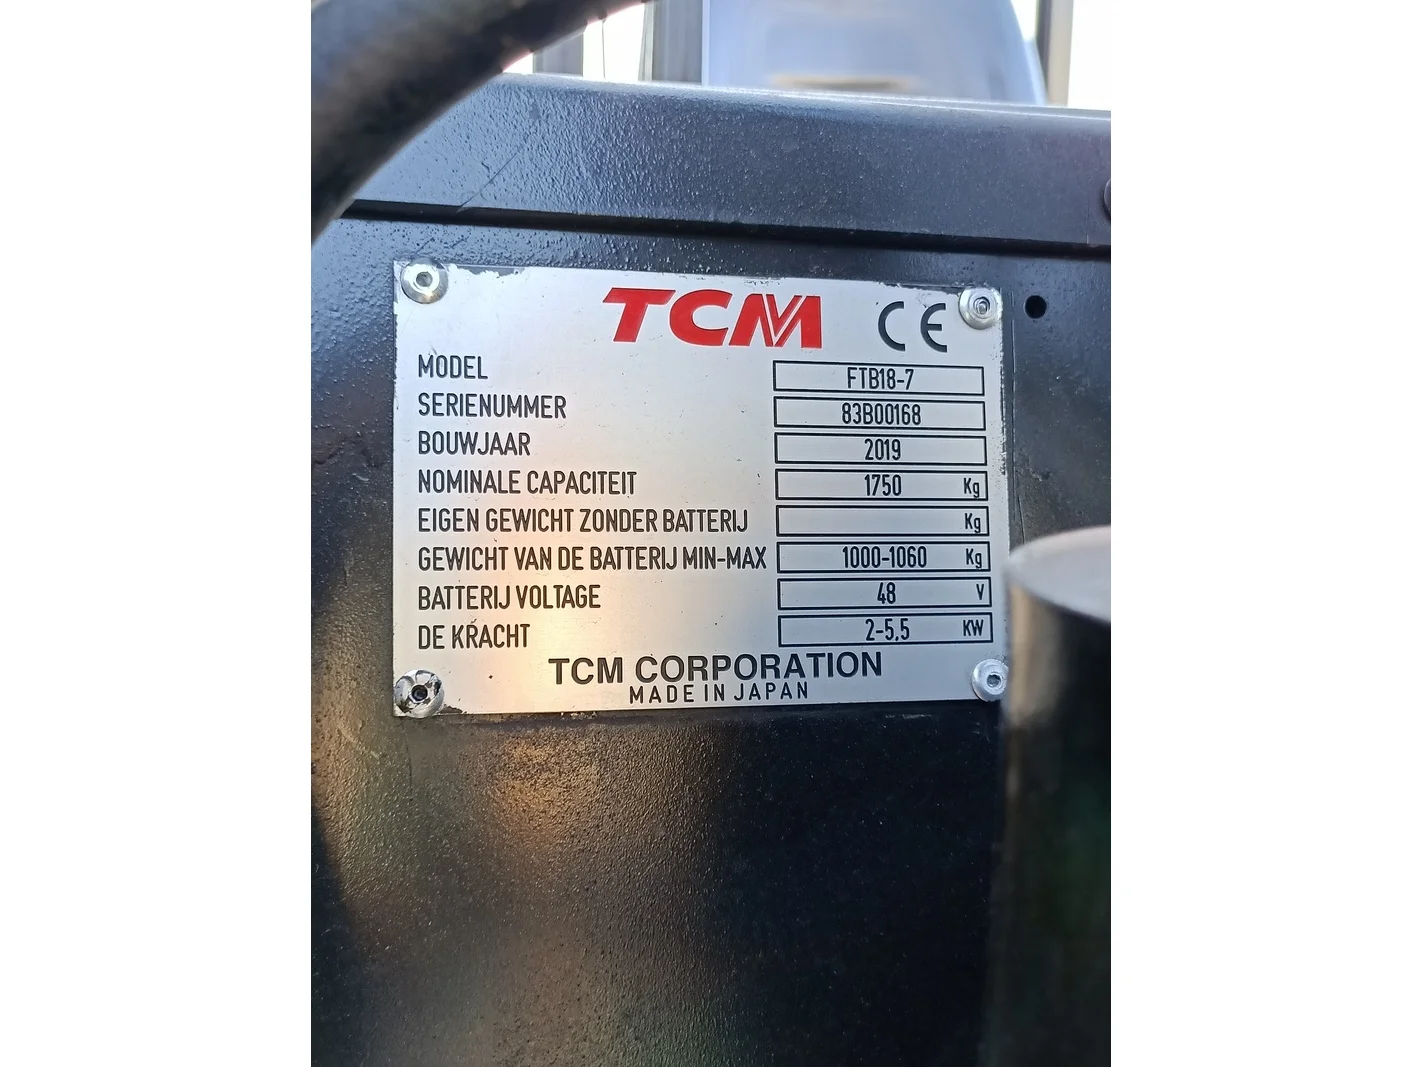 TCM CE
MODEL FTB18-7
SERIENUMMER 83B00168
BOUWJAAR 2019
NOMINALE CAPACITEIT 1750 Kg
EIGEN GEWICHT ZONDER BATTERIJ Kg
GEWICHT VAN DE BATTERIJ MIN-MAX 1000-1060 Kg
BATTERIJ VOLTAGE 48 V
DE KRACHT 2-5,5 KW
TCM CORPORATION
MADE IN JAPAN